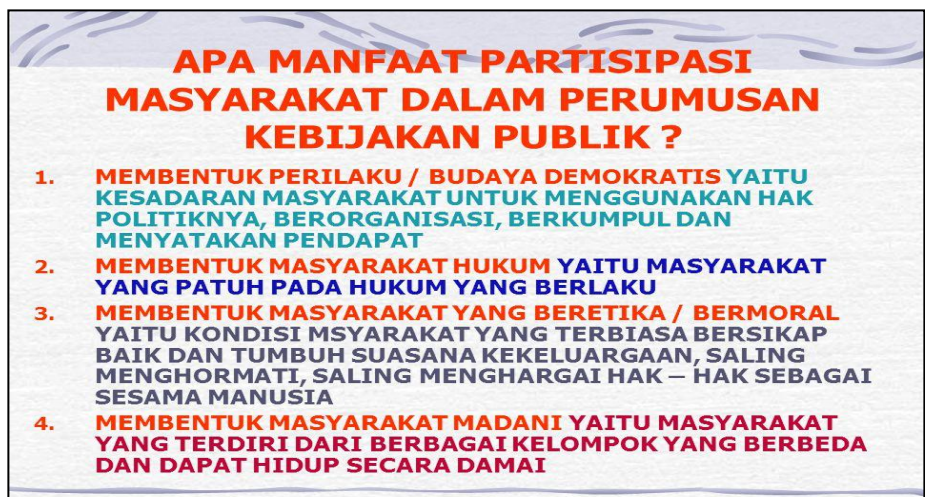 APA MANFAAT PARTISIPASI
MASYARAKAT DALAM PERUMUSAN
KEBIJAKAN PUBLIK ?
1. MEMBENTUK PERILAKU / BUDAYA DEMOKRATIS YAITU
KESADARAN MASYARAKAT UNTUK MENGGUNAKAN HAK
POLITIKNYA, BERORGANISASI, BERKUMPUL DAN
MENYATAKAN PENDAPAT
2. MEMBENTUK MASYARAKAT HUKUM YAITU MASYARAKAT
YANG PATUH PADA HUKUM YANG BERLAKU
3. MEMBENTUK MASYARAKAT YANG BERETIKA / BERMORAL
YAITU KONDISI MSYARAKAT YANG TERBIASA BERSIKAP
BAIK DAN TUMBUH SUASANA KEKELUARGAAN, SALING
MENGHORMATI, SALING MENGHARGAI HAK – HAK SEBAGAI
SESAMA MANUSIA
4. MEMBENTUK MASYARAKAT MADANI YAITU MASYARAKAT
YANG TERDIRI DARI BERBAGAI KELOMPOK YANG BERBEDA
DAN DAPAT HIDUP SECARA DAMAI